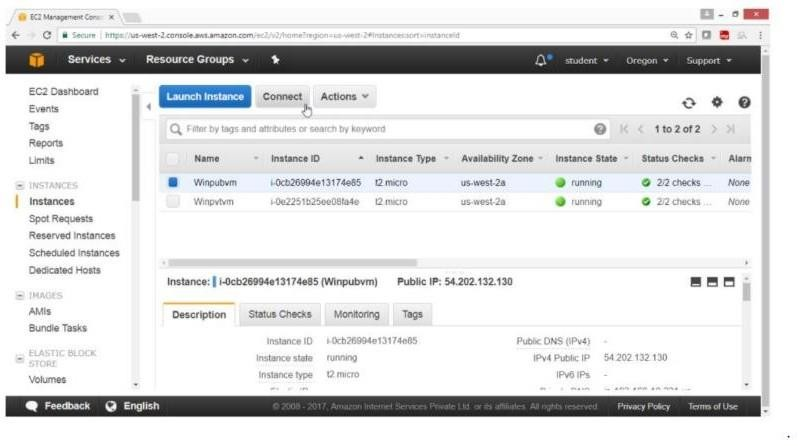 EC2 Management Consol
Secure | https://us-west-2.console.aws.amazon.com/ec2/v2/home?region=us-west-2#Instances:sort=instanceId
Services Resource Groups student Oregon Support
Launch Instance Connect Actions
EC2 Dashboard
Events
Tags
Reports
Limits
INSTANCES
Instances
Spot Requests
Reserved Instances
Scheduled Instances
Dedicated Hosts
IMAGES
AMIs
Bundle Tasks
ELASTIC BLOCK
STORE
Volumes
Filter by tags and attributes or search by keyword 1 to 2 of 2
Name Instance ID Instance Type Availability Zone Instance State Status Checks Alarm
Winpubvm i-0cb26994e13174e85 t2.micro us-west-2a running 2/2 checks ... None
Winpvtvm i-0e2251b25ee08fa4e t2.micro us-west-2a running 2/2 checks ... None
Instance: i-0cb26994e13174e85 (Winpubvm) Public IP: 54.202.132.130
Description Status Checks Monitoring Tags
Instance ID i-0cb26994e13174e85 Public DNS (IPv4) -
Instance state running IPv4 Public IP 54.202.132.130
Instance type t2.micro IPv6 IPs -
Feedback English © 2008 - 2017, Amazon Internet Services Private Ltd. or its affiliates. All rights reserved. Privacy Policy Terms of Use